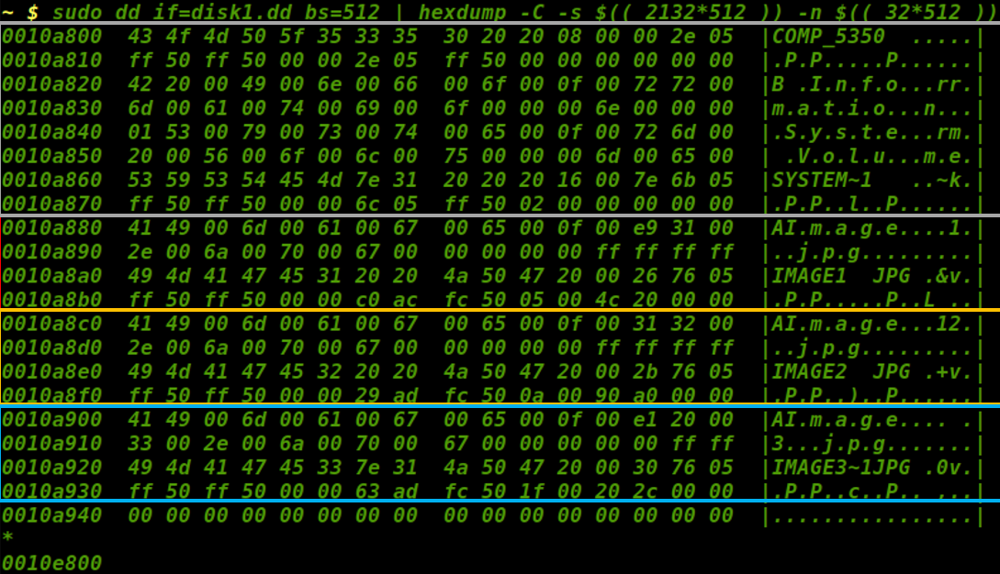 ~ $ sudo dd if=disk1.dd bs=512 | hexdump -C -s $(( 2132*512 )) -n $(( 32*512 ))
0010a800  43 4f 4d 50 5f 35 33 35  30 20 20 08 00 00 2e 05  |COMP_5350  .....|
0010a810  ff 50 ff 50 00 00 2e 05  ff 50 00 00 00 00 00 00  |.P.P.....P......|
0010a820  42 20 00 49 00 6e 00 66  00 6f 00 0f 00 72 72 00  |B .I.n.f.o...rr.|
0010a830  6d 00 61 00 74 00 69 00  6f 00 00 00 6e 00 00 00  |m.a.t.i.o...n...|
0010a840  01 53 00 79 00 73 00 74  00 65 00 0f 00 72 6d 00  |.S.y.s.t.e...rm.|
0010a850  20 00 56 00 6f 00 6c 00  75 00 00 00 6d 00 65 00  | .V.o.l.u...m.e.|
0010a860  53 59 53 54 45 4d 7e 31  20 20 20 16 00 7e 6b 05  |SYSTEM~1   ..~k.|
0010a870  ff 50 ff 50 00 00 6c 05  ff 50 02 00 00 00 00 00  |.P.P..l..P......|
0010a880  41 49 00 6d 00 61 00 67  00 65 00 0f 00 e9 31 00  |AI.m.a.g.e....1.|
0010a890  2e 00 6a 00 70 00 67 00  00 00 00 00 ff ff ff ff  |..j.p.g.........|
0010a8a0  49 4d 41 47 45 31 20 20  4a 50 47 20 00 26 76 05  |IMAGE1  JPG .&v.|
0010a8b0  ff 50 ff 50 00 00 c0 ac  fc 50 05 00 4c 20 00 00  |.P.P.....P..L ..|
0010a8c0  41 49 00 6d 00 61 00 67  00 65 00 0f 00 31 32 00  |AI.m.a.g.e...12.|
0010a8d0  2e 00 6a 00 70 00 67 00  00 00 00 00 ff ff ff ff  |..j.p.g.........|
0010a8e0  49 4d 41 47 45 32 20 20  4a 50 47 20 00 2b 76 05  |IMAGE2  JPG .+v.|
0010a8f0  ff 50 ff 50 00 00 29 ad  fc 50 0a 00 90 a0 00 00  |.P.P..)..P......|
0010a900  41 49 00 6d 00 61 00 67  00 65 00 0f 00 e1 20 00  |AI.m.a.g.e.... .|
0010a910  33 00 2e 00 6a 00 70 00  67 00 00 00 00 00 ff ff  |3...j.p.g.......|
0010a920  49 4d 41 47 45 33 7e 31  4a 50 47 20 00 30 76 05  |IMAGE3~1JPG .0v.|
0010a930  ff 50 ff 50 00 00 63 ad  fc 50 1f 00 20 2c 00 00  |.P.P..c..P.. ,..|
0010a940  00 00 00 00 00 00 00 00  00 00 00 00 00 00 00 00  |................|
*
0010e800